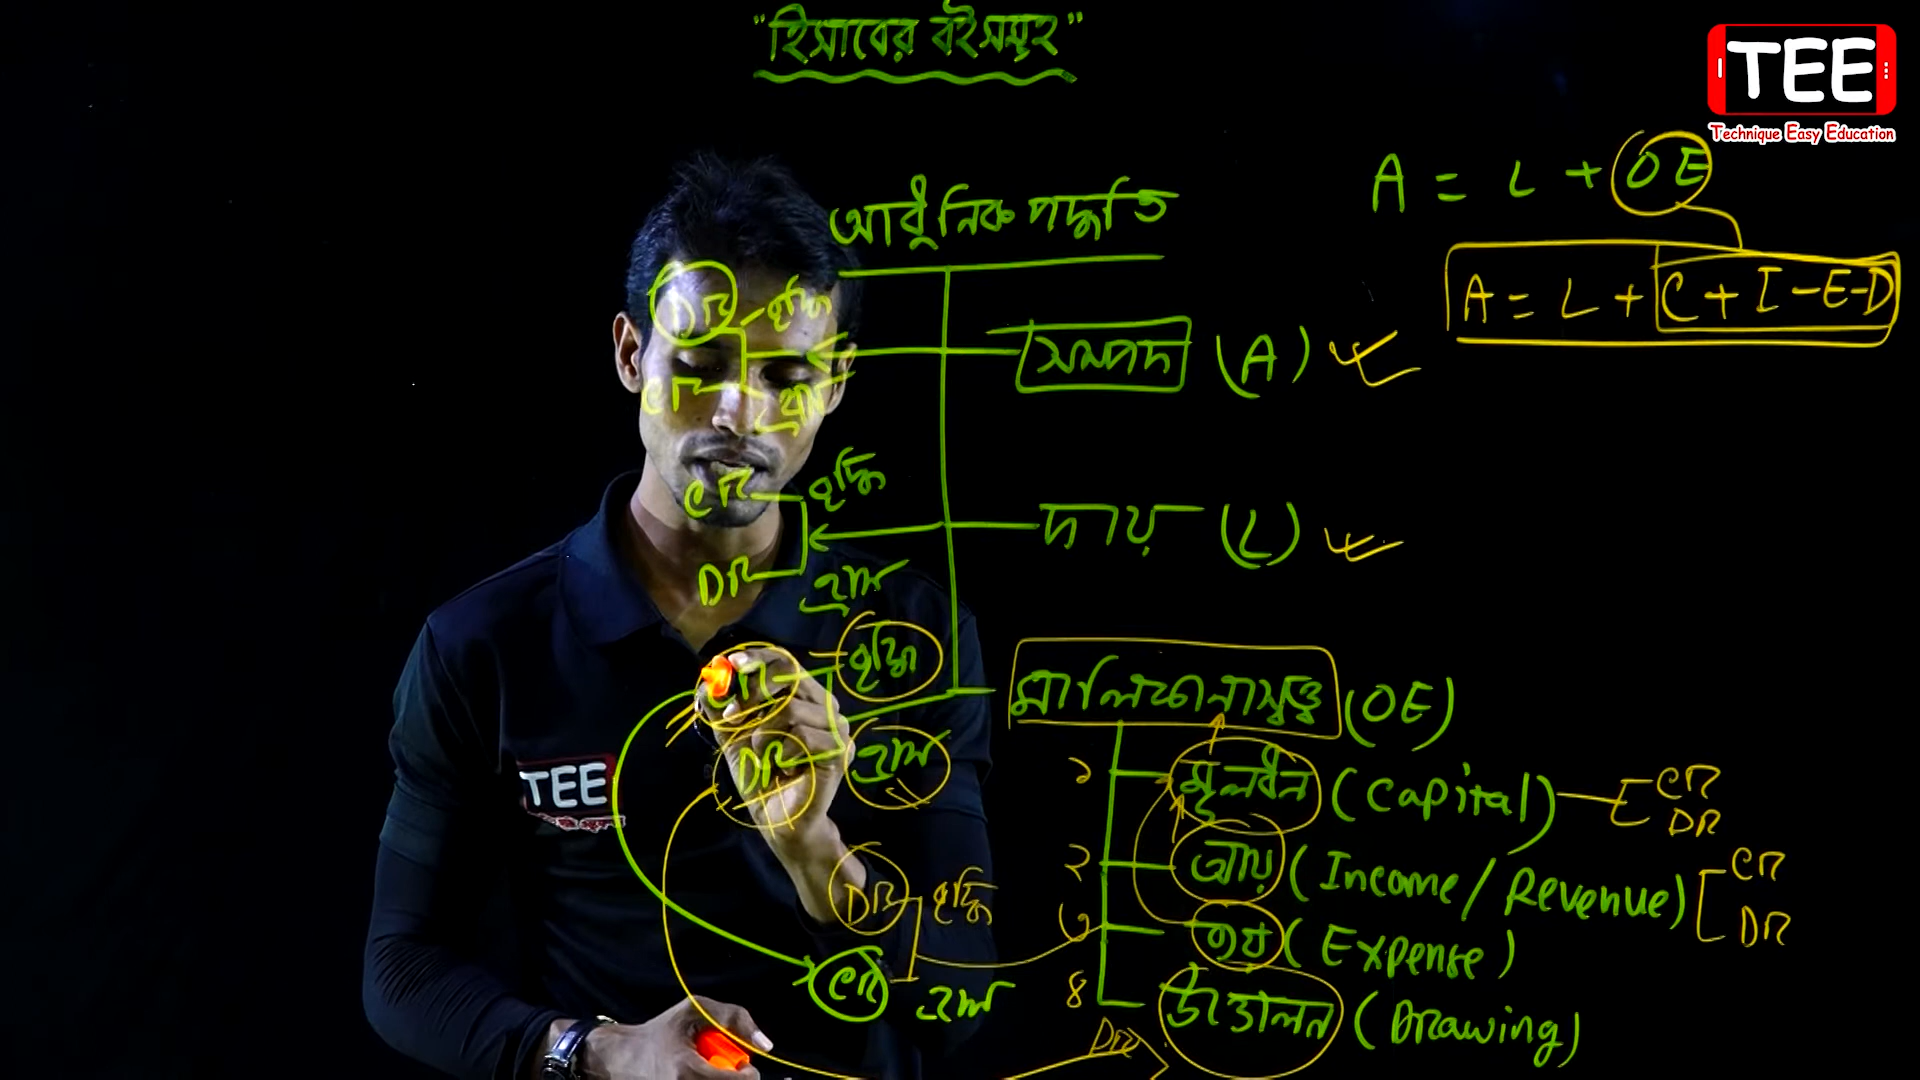 "হিসাবের বইসমূহ"
TEE
Technique Easy Education
A = L + OE
A = L + C + I - E - D
আধুনিক পদ্ধতি
DR বৃদ্ধি
CR হ্রাস
সম্পদ (A)
CR বৃদ্ধি
DR হ্রাস
দায় (L)
CR বৃদ্ধি
DR হ্রাস
মালিকানাস্বত্ত্ব (OE)
১ মূলধন (Capital) CR
DR
২ আয় (Income / Revenue) CR
DR
৩ ব্যয় (Expense)
৪ উত্তোলন (Drawing)
DR বৃদ্ধি
CR হ্রাস
DR
TEE